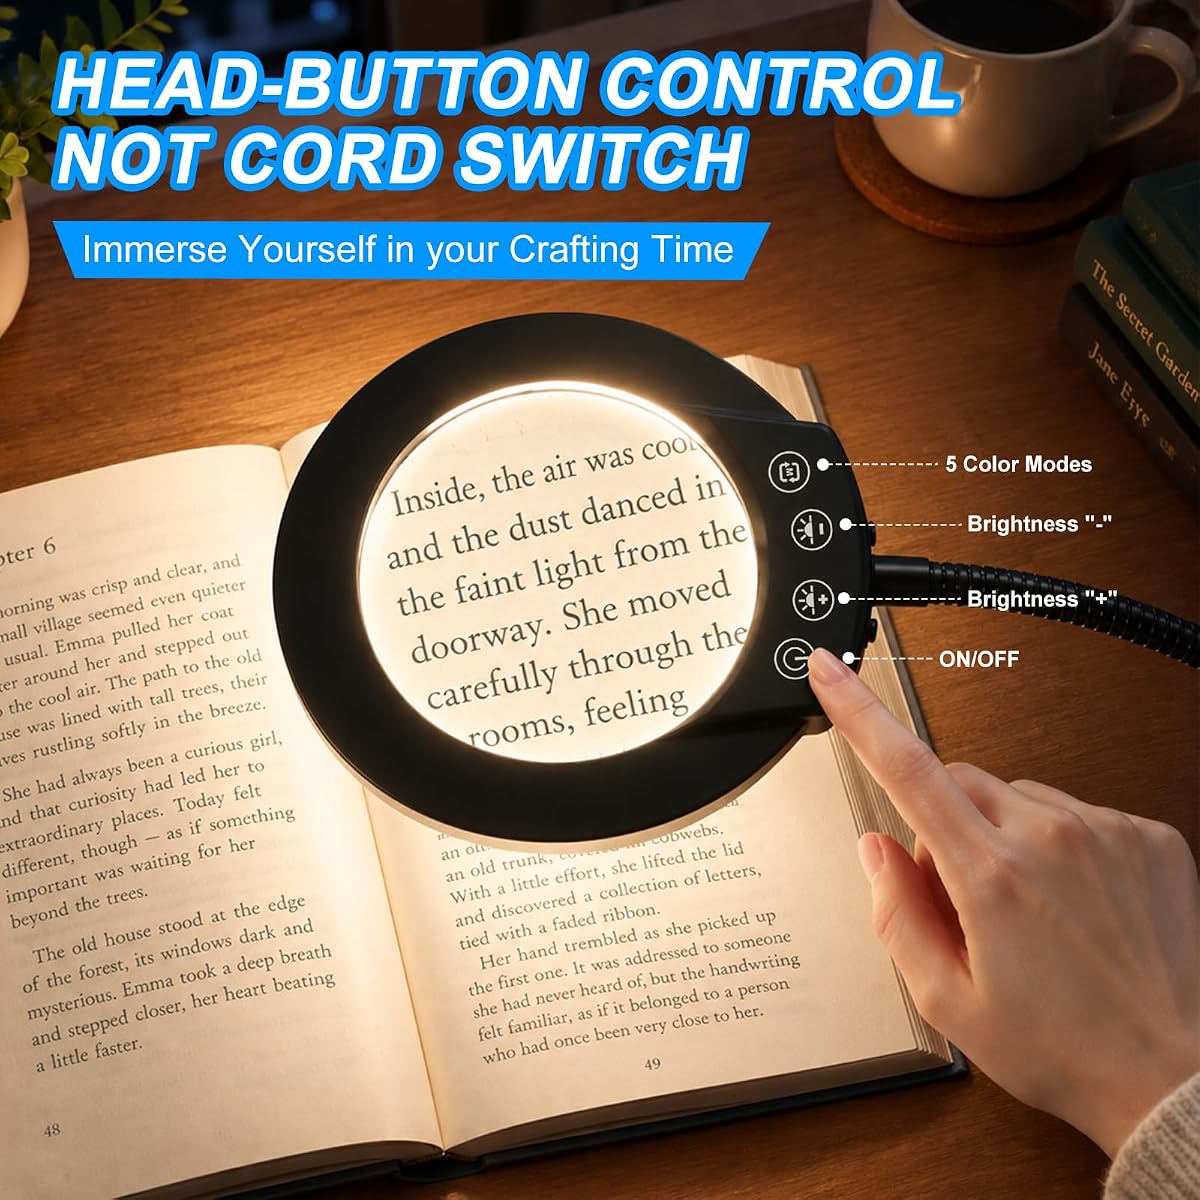 HEAD-BUTTON CONTROL
NOT CORD SWITCH
Immerse Yourself in your Crafting Time
The Secret Garden
Jane Eyre
5 Color Modes
Brightness "-"
Brightness "+"
ON/OFF
W
Inside, the air was cool
and the dust danced in
the faint light from the
doorway. She moved
carefully through the
rooms, feeling
pter 6
orning was crisp and clear, and
mall village seemed even quieter
usual. Emma pulled her coat
ter around her and stepped out
the cool air. The path to the old
use was lined with tall trees, their
ves rustling softly in the breeze.
She had always been a curious girl,
nd that curiosity had led her to
extraordinary places. Today felt
different, though — as if something
important was waiting for her
beyond the trees.
The old house stood at the edge
of the forest, its windows dark and
mysterious. Emma took a deep breath
and stepped closer, her heart beating
a little faster.
48
an old trunk, covered in cobwebs.
With a little effort, she lifted the lid
and discovered a collection of letters,
tied with a faded ribbon.
Her hand trembled as she picked up
the first one. It was addressed to someone
she had never heard of, but the handwriting
felt familiar, as if it belonged to a person
who had once been very close to her.
49